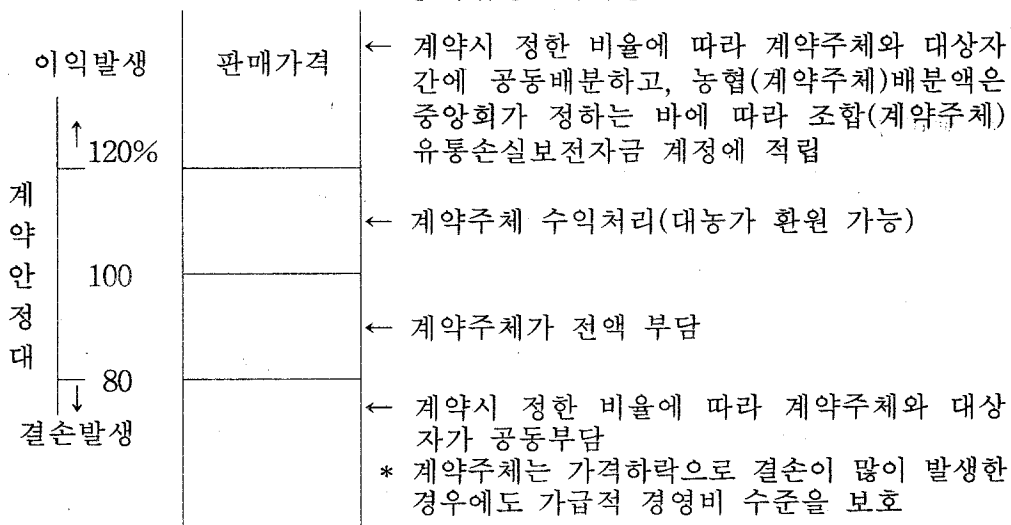 이익발생
판매가격
← 계약시 정한 비율에 따라 계약주체와 대상자
간에 공동배분하고, 농협(계약주체)배분액은
중앙회가 정하는 바에 따라 조합(계약주체)
유통손실보전자금 계정에 적립
↑ 120%
계약안정대
← 계약주체 수익처리(대농가 환원 가능)
100
← 계약주체가 전액 부담
80
↓
결손발생
← 계약시 정한 비율에 따라 계약주체와 대상
자가 공동부담
* 계약주체는 가격하락으로 결손이 많이 발생한
경우에도 가급적 경영비 수준을 보호